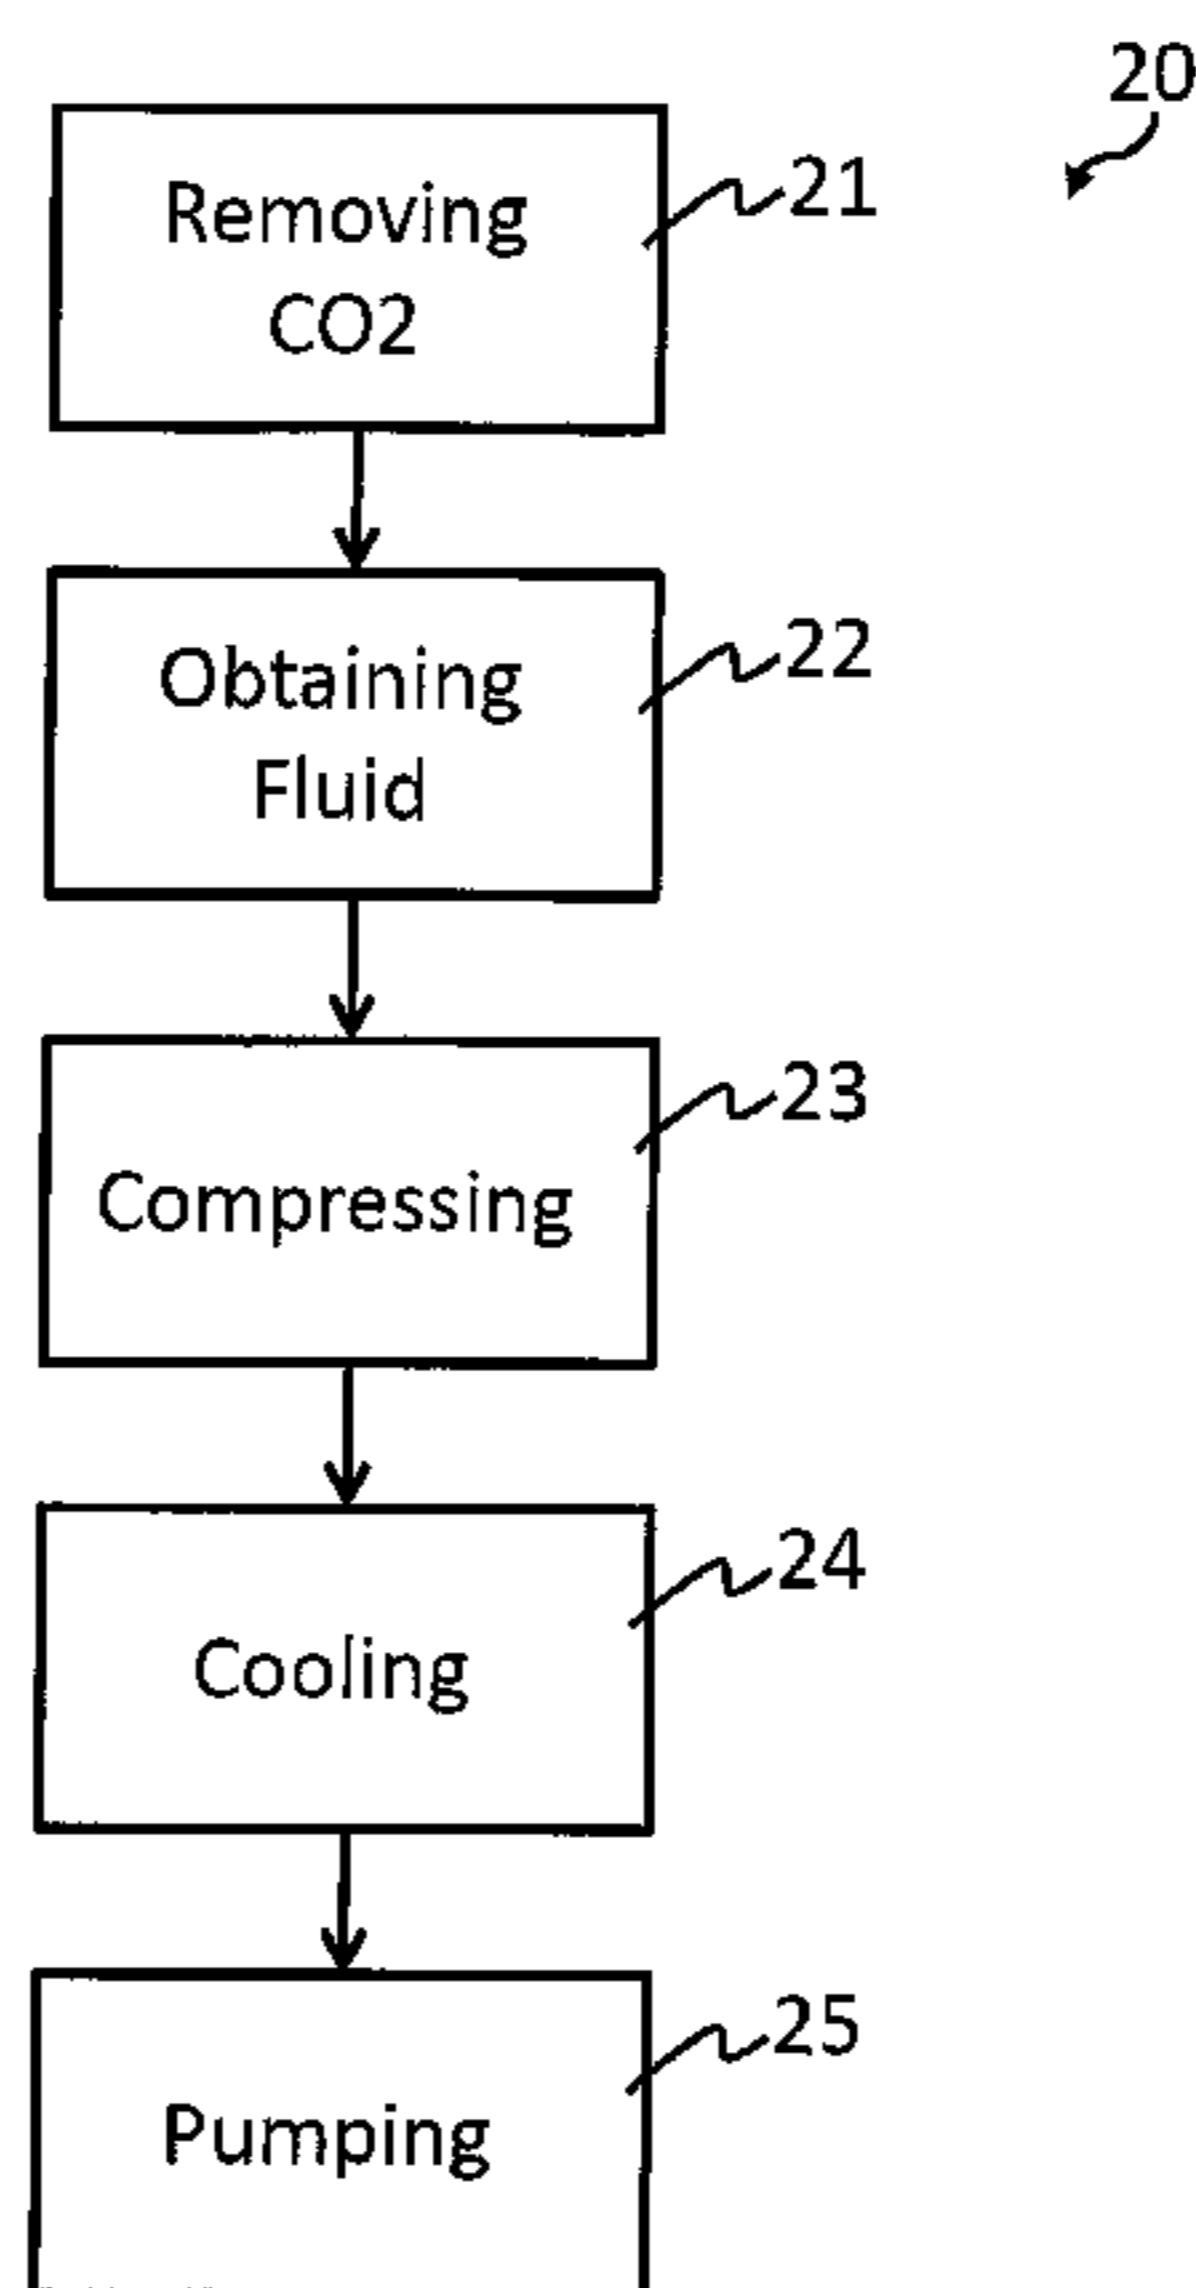 20
21
Removing
CO2
22
Obtaining
Fluid
23
Compressing
24
Cooling
25
Pumping